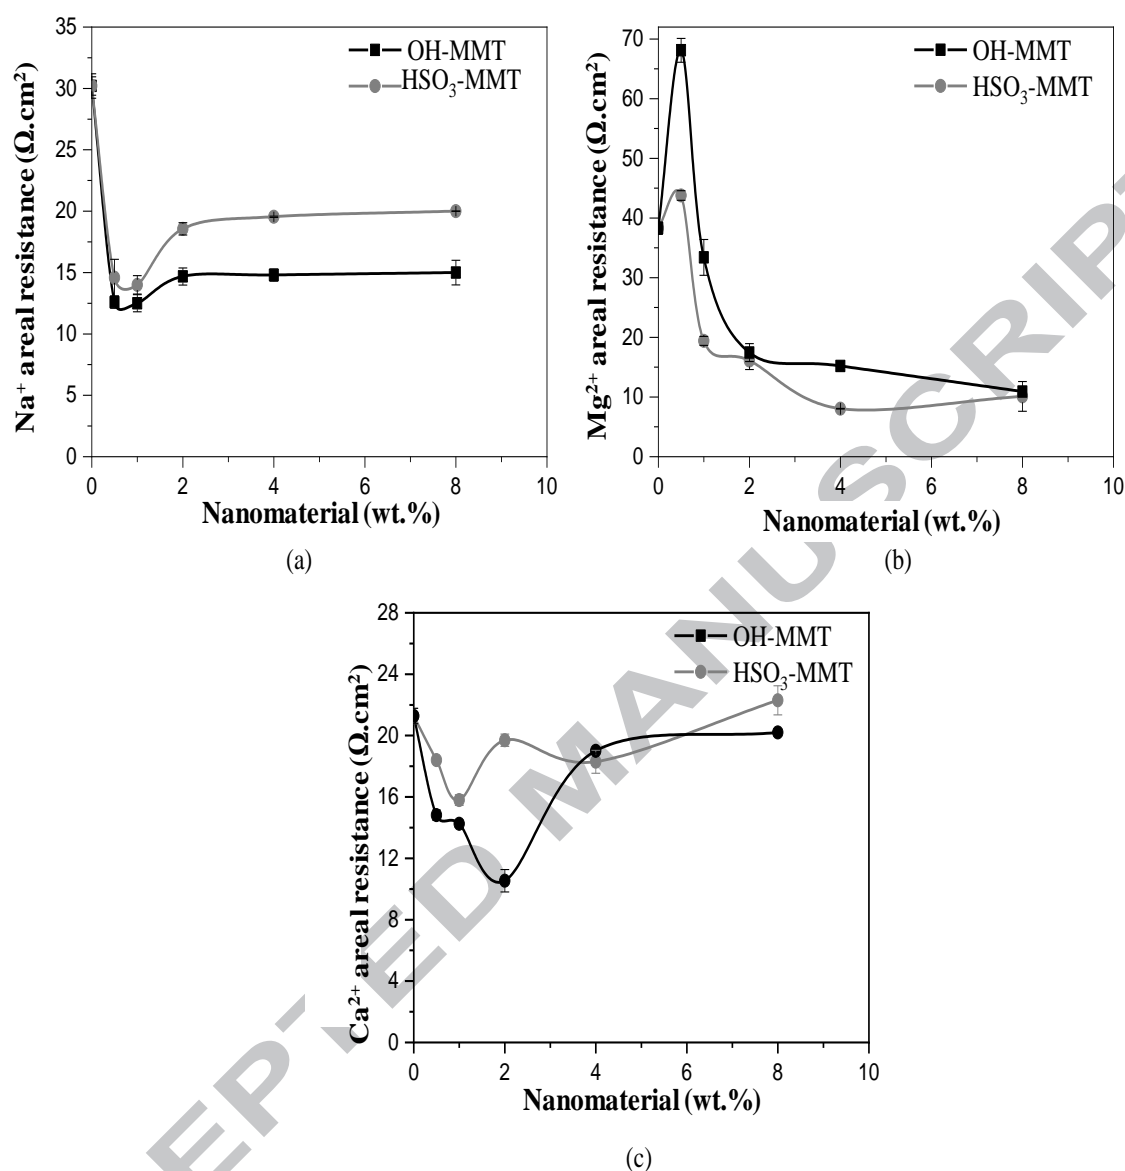 35
30
25
20
15
10
5
0
Na⁺ areal resistance (Ω.cm²)
OH-MMT
HSO₃-MMT
0 2 4 6 8 10
Nanomaterial (wt.%)
(a)
70
60
50
40
30
20
10
0
Mg²⁺ areal resistance (Ω.cm²)
OH-MMT
HSO₃-MMT
0 2 4 6 8 10
Nanomaterial (wt.%)
(b)
28
24
20
16
12
8
4
0
Ca²⁺ areal resistance (Ω.cm²)
OH-MMT
HSO₃-MMT
0 2 4 6 8 10
Nanomaterial (wt.%)
(c)
EPTED MANUSCRIPT